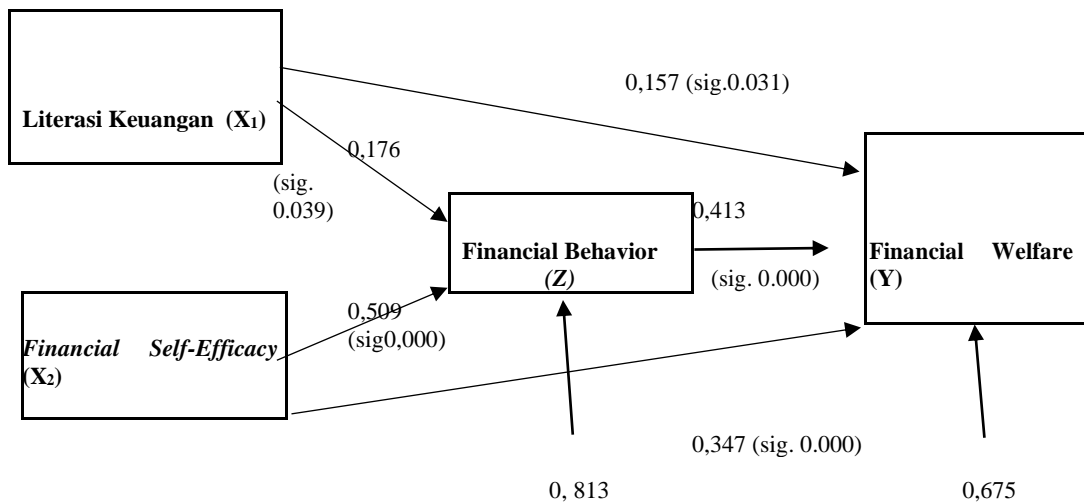 0,157 (sig.0.031)
Literasi Keuangan (X1)
0,176
(sig.
0.039)
0,413
Financial Behavior
(Z)
Financial Welfare
(Y)
(sig. 0.000)
0,509
(sig0,000)
Financial Self-Efficacy
(X2)
0,347 (sig. 0.000)
0, 813
0,675